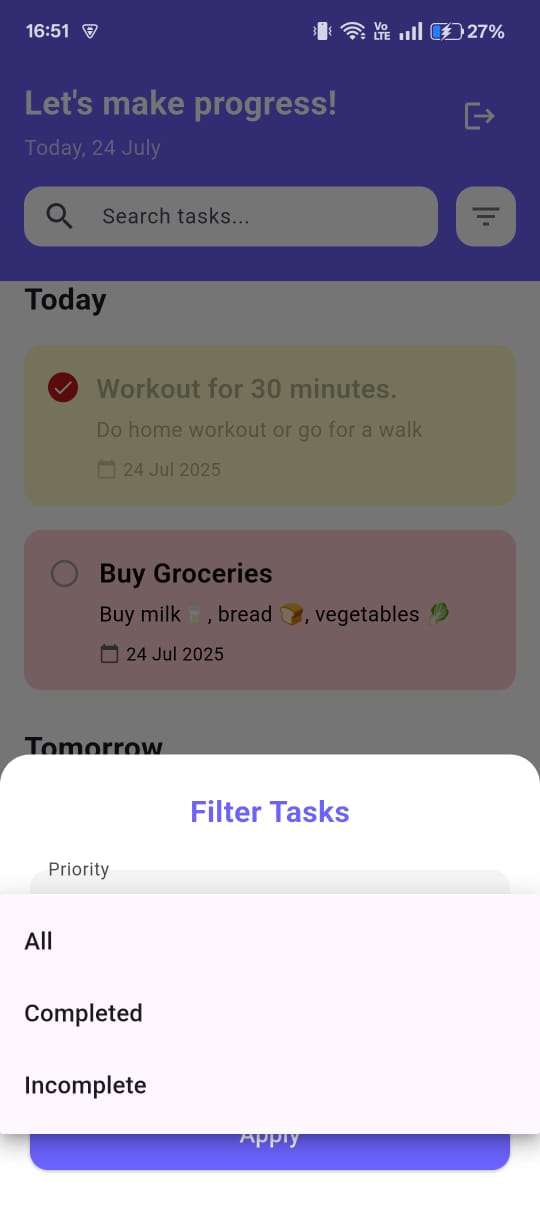 16:51
Vo
LTE
27%
Let's make progress!
Today, 24 July
Search tasks...
Today
Workout for 30 minutes.
Do home workout or go for a walk
24 Jul 2025
Buy Groceries
Buy milk🥛, bread 🍞, vegetables 🥬
24 Jul 2025
Tomorrow
Filter Tasks
Priority
All
Completed
Incomplete
Apply